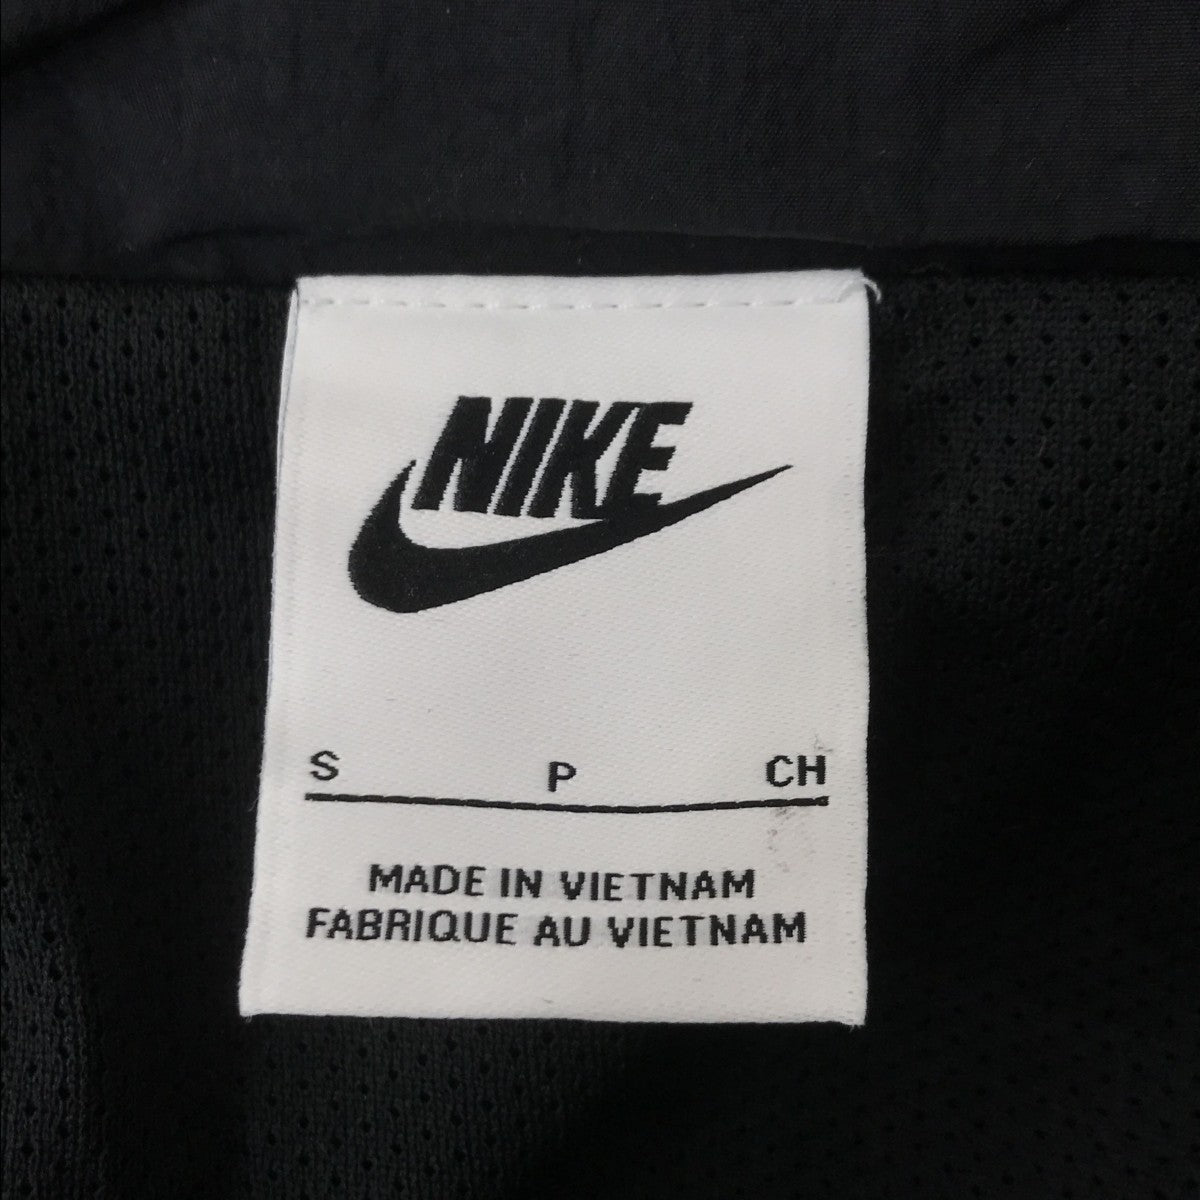 NIKE
S P CH
MADE IN VIETNAM
FABRIQUE AU VIETNAM